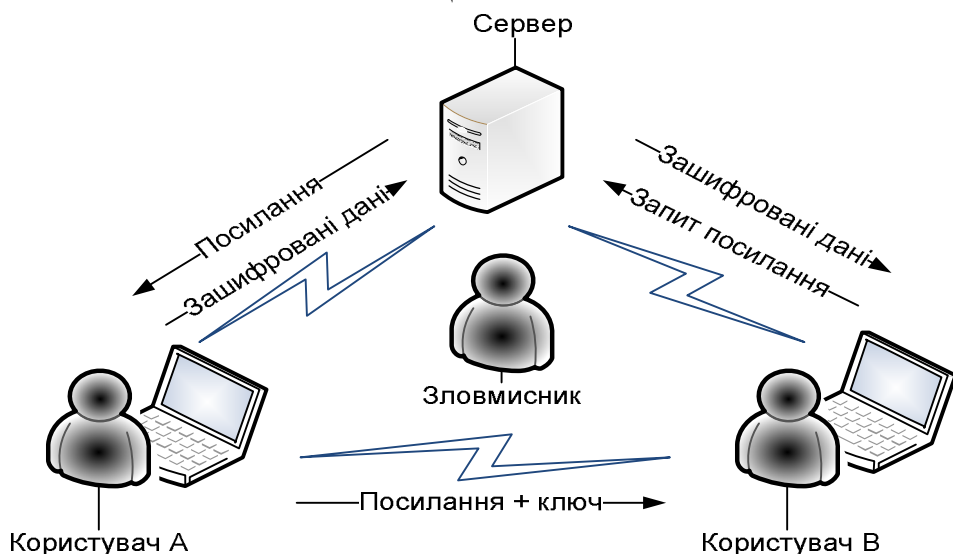 Сервер
Посилання
Зашифровані дані
Зашифровані дані
Запит посилання
Зловмисник
Посилання + ключ
Користувач А
Користувач В